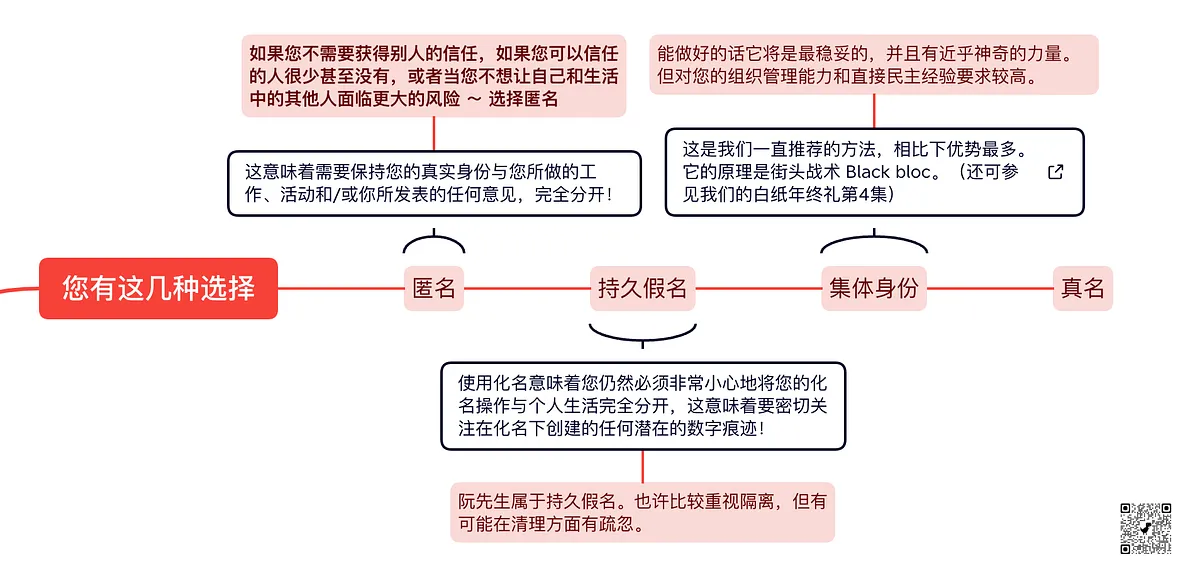 如果您不需要获得别人的信任，如果您可以信任
的人很少甚至没有，或者当您不想让自己和生活
中的其他人面临更大的风险 ～ 选择匿名
能做好的话它将是最稳妥的，并且有近乎神奇的力量。
但对您的组织管理能力和直接民主经验要求较高。
这意味着需要保持您的真实身份与您所做的工
作、活动和/或你所发表的任何意见，完全分开！
这是我们一直推荐的方法，相比下优势最多。
它的原理是街头战术 Black bloc。（还可参
见我们的白纸年终礼第4集）
您有这几种选择
匿名
持久假名
集体身份
真名
使用化名意味着您仍然必须非常小心地将您的化
名操作与个人生活完全分开，这意味着要密切关
注在化名下创建的任何潜在的数字痕迹！
阮先生属于持久假名。也许比较重视隔离，但有
可能在清理方面有疏忽。